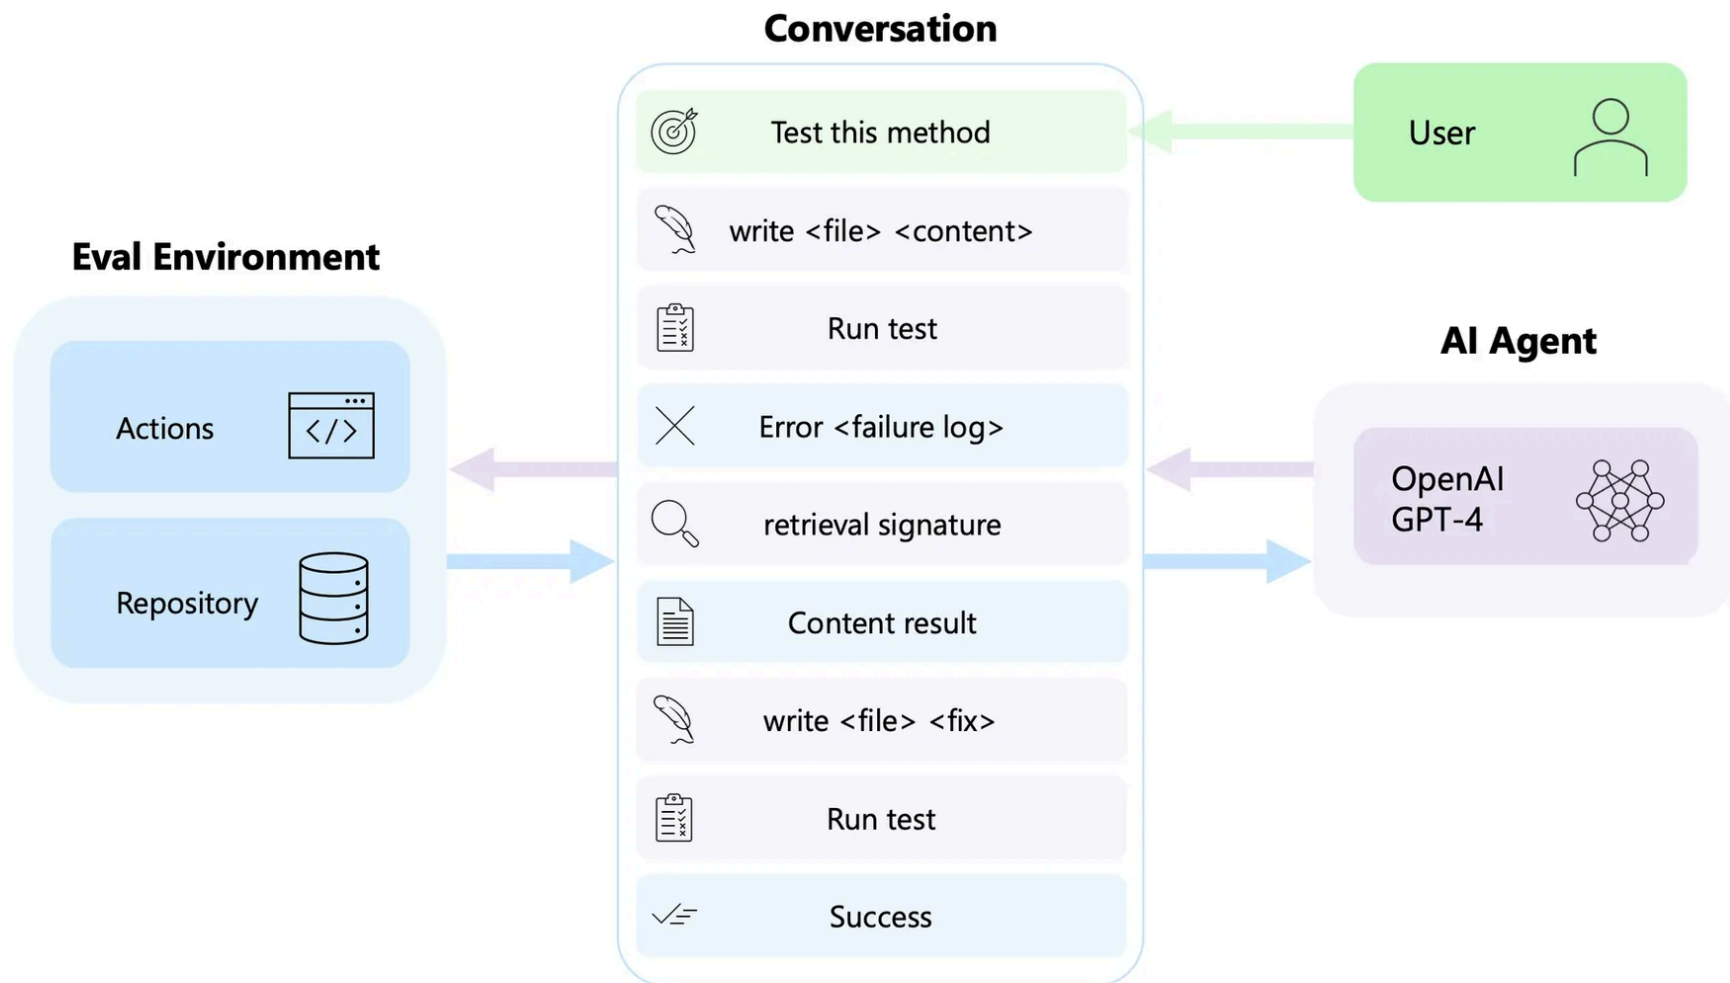 Conversation
Test this method
User
write <file> <content>
Eval Environment
Run test
AI Agent
Actions
Error <failure log>
OpenAI
GPT-4
retrieval signature
Repository
Content result
write <file> <fix>
Run test
Success